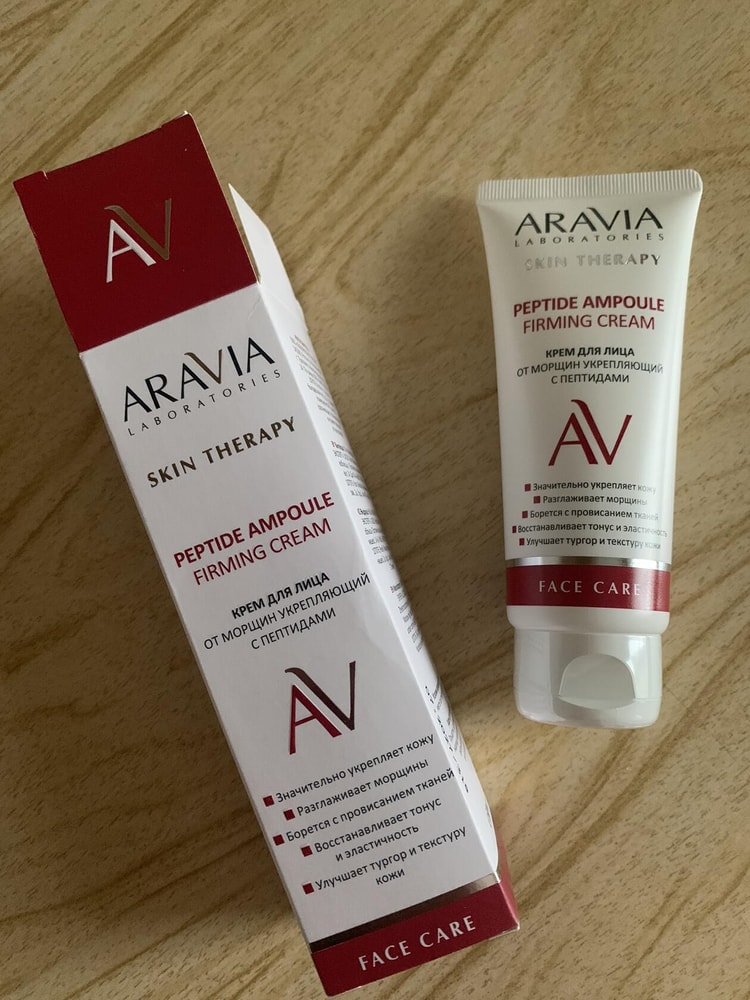 AV
ARAVIA
LABORATORIES
SKIN THERAPY
PEPTIDE AMPOULE
FIRMING CREAM
КРЕМ ДЛЯ ЛИЦА
ОТ МОРЩИН УКРЕПЛЯЮЩИЙ
С ПЕПТИДАМИ
AV
Значительно укрепляет кожу
Разглаживает морщины
Борется с провисанием тканей
Восстанавливает тонус
и эластичность
Улучшает тургор и текстуру
кожи
FACE CARE
ARAVIA
LABORATORIES
SKIN THERAPY
PEPTIDE AMPOULE
FIRMING CREAM
КРЕМ ДЛЯ ЛИЦА
ОТ МОРЩИН УКРЕПЛЯЮЩИЙ
С ПЕПТИДАМИ
AV
Значительно укрепляет кожу
Разглаживает морщины
Борется с провисанием тканей
Восстанавливает тонус и эластичность
Улучшает тургор и текстуру кожи
FACE CARE